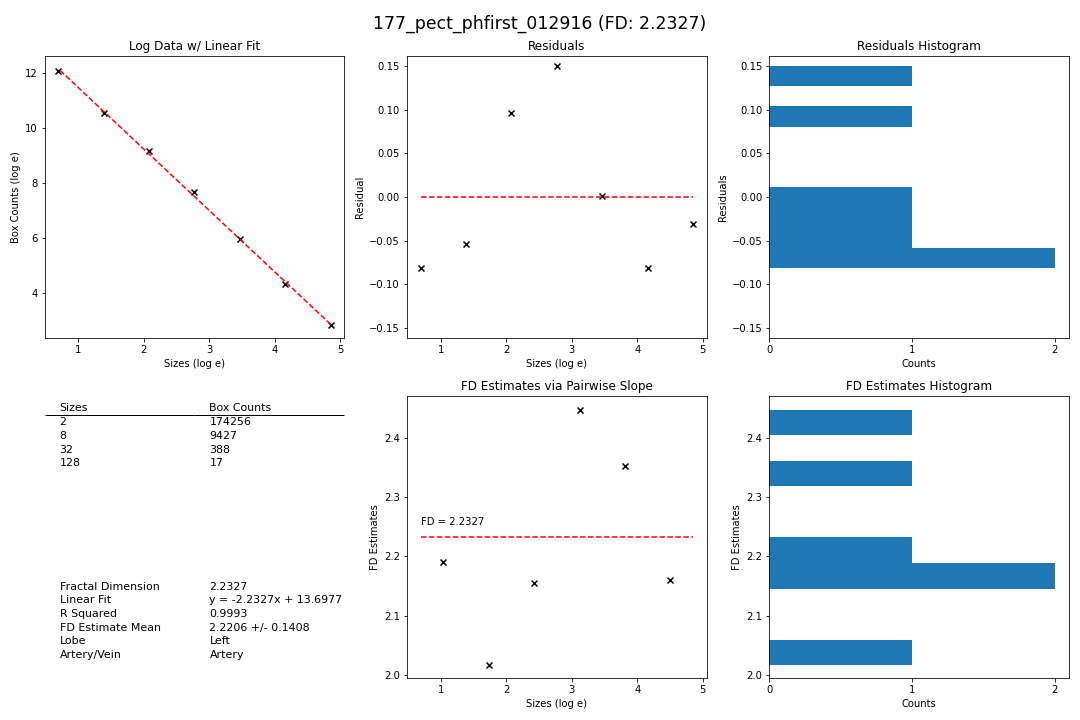 177_pect_phfirst_012916 (FD: 2.2327)
Log Data w/ Linear Fit
12
10
8
6
4
1 2 3 4 5
Box Counts (log e)
Sizes (log e)
Residuals
0.15
0.10
0.05
0.00
−0.05
−0.10
−0.15
1 2 3 4 5
Residual
Sizes (log e)
Residuals Histogram
0.15
0.10
0.05
0.00
−0.05
−0.10
−0.15
0 1 2
Residuals
Counts
Sizes Box Counts
2 174256
8 9427
32 388
128 17
Fractal Dimension 2.2327
Linear Fit y = -2.2327x + 13.6977
R Squared 0.9993
FD Estimate Mean 2.2206 +/- 0.1408
Lobe Left
Artery/Vein Artery
FD Estimates via Pairwise Slope
2.4
2.3
2.2
2.1
2.0
FD = 2.2327
1 2 3 4 5
FD Estimates
Sizes (log e)
FD Estimates Histogram
2.4
2.3
2.2
2.1
2.0
0 1 2
FD Estimates
Counts